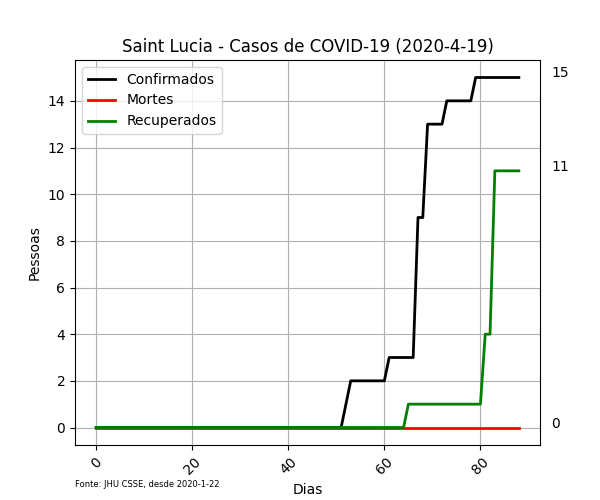 Saint Lucia - Casos de COVID-19 (2020-4-19)
Confirmados
Mortes
Recuperados
Pessoas
14
12
10
8
6
4
2
0
15
11
0
0
20
40
60
80
Dias
Fonte: JHU CSSE, desde 2020-1-22